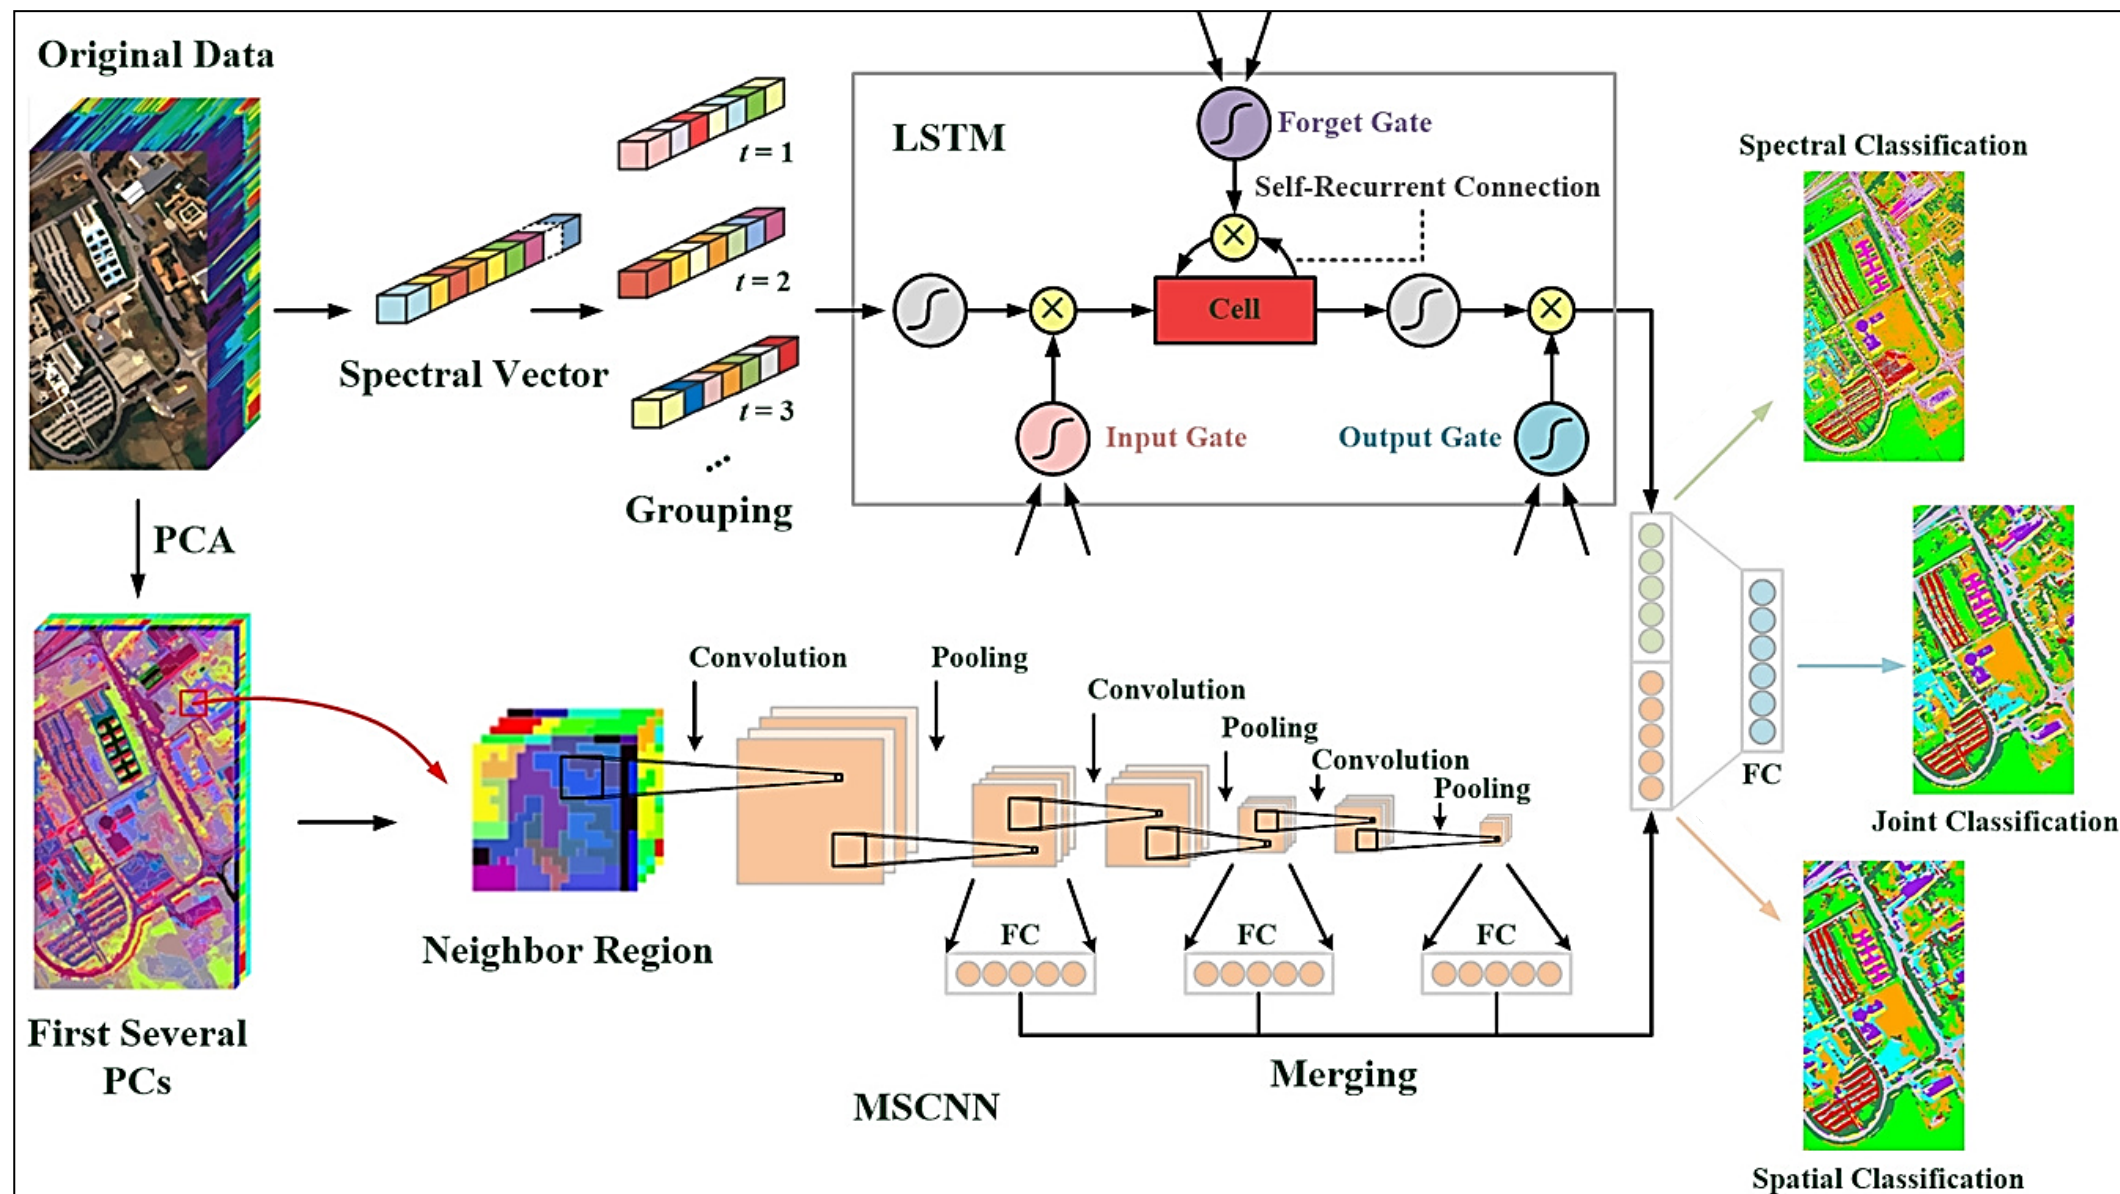 Original Data
LSTM
Forget Gate
Self-Recurrent Connection
t = 1
t = 2
t = 3
...
Spectral Vector
Grouping
Cell
Input Gate
Output Gate
Spectral Classification
PCA
Convolution
Pooling
Convolution
Pooling
Convolution
Pooling
FC
Joint Classification
Neighbor Region
FC
FC
FC
First Several
PCs
Merging
MSCNN
Spatial Classification